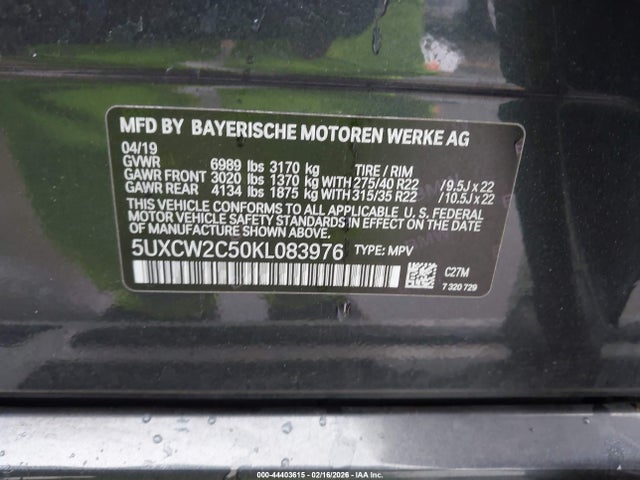 MFD BY BAYERISCHE MOTOREN WERKE AG
04/19
GVWR 6989 lbs 3170 kg TIRE / RIM
GAWR FRONT 3020 lbs 1370 kg WITH 275/40 R22 /9.5J x 22
GAWR REAR 4134 lbs 1875 kg WITH 315/35 R22 /10.5J x 22
THIS VEHICLE CONFORMS TO ALL APPLICABLE U. S. FEDERAL
MOTOR VEHICLE SAFETY STANDARDS IN EFFECT ON THE DATE
OF MANUFACTURE SHOWN ABOVE.
5UXCW2C50KL083976 TYPE: MPV
C27M
7 320 729
000-44403615 - 02/16/2026 - IAAI.COM